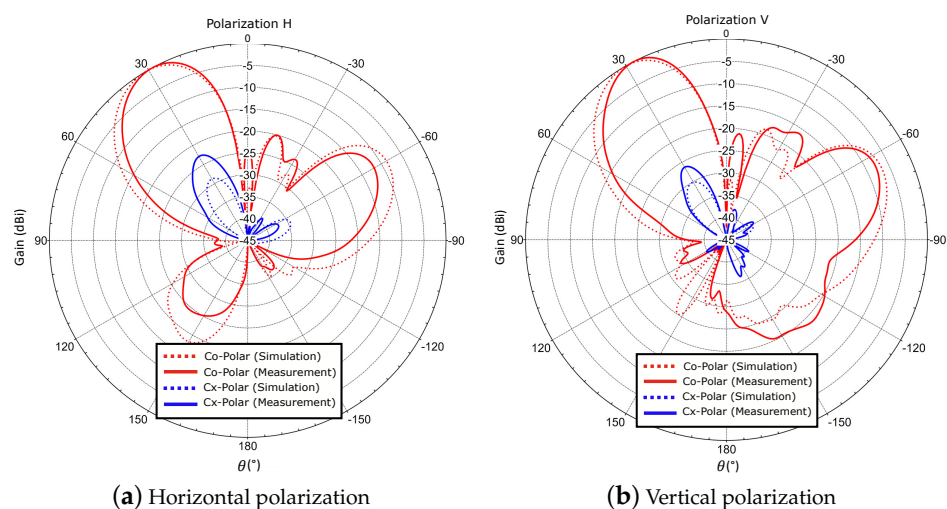 Polarization H
0
30
-30
60
-60
90
-90
120
-120
150
-150
180
-5
-10
-15
-20
-25
-30
-35
-40
-45
Gain (dBi)
θ(°)
Co-Polar (Simulation)
Co-Polar (Measurement)
Cx-Polar (Simulation)
Cx-Polar (Measurement)
(a) Horizontal polarization
Polarization V
0
30
-30
60
-60
90
-90
120
-120
150
-150
180
-5
-10
-15
-20
-25
-30
-35
-40
-45
Gain (dBi)
θ(°)
Co-Polar (Simulation)
Co-Polar (Measurement)
Cx-Polar (Simulation)
Cx-Polar (Measurement)
(b) Vertical polarization